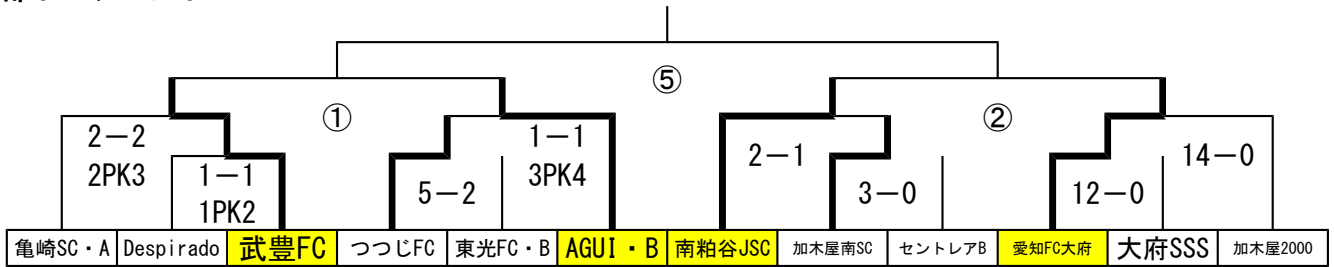 ⑤
① ②
2－2 1－1 2－1 14－0
2PK3 1－1 5－2 3PK4 3－0 12－0
1PK2
亀崎SC・A Despirado 武豊FC つつじFC 東光FC・B AGUI・B 南粕谷JSC 加木屋南SC セントレアB 愛知FC大府 大府SSS 加木屋2000